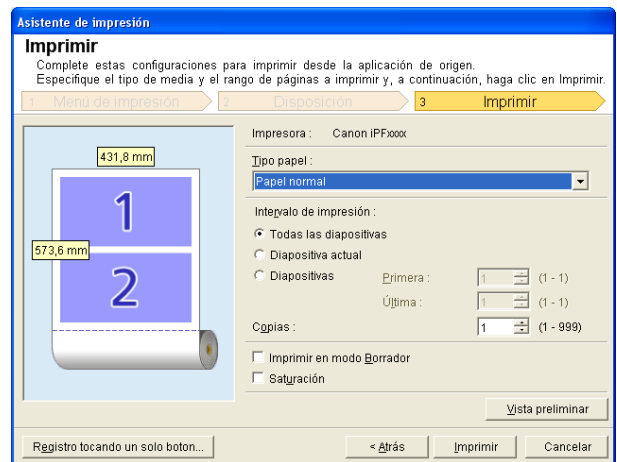 Asistente de impresión
Imprimir
Complete estas configuraciones para imprimir desde la aplicación de origen.
Especifique el tipo de media y el rango de páginas a imprimir y, a continuación, haga clic en Imprimir.
1 Menú de impresión 2 Disposición 3 Imprimir
431,8 mm
573,6 mm
1
2
Impresora : Canon iPFxxxx
Tipo papel :
Papel normal
Intervalo de impresión :
Todas las diapositivas
Diapositiva actual
Diapositivas Primera : 1 (1 - 1)
Última : 1 (1 - 1)
Copias : 1 (1 - 999)
Imprimir en modo Borrador
Saturación
Vista preliminar
Registro tocando un solo boton... < Atrás Imprimir Cancelar